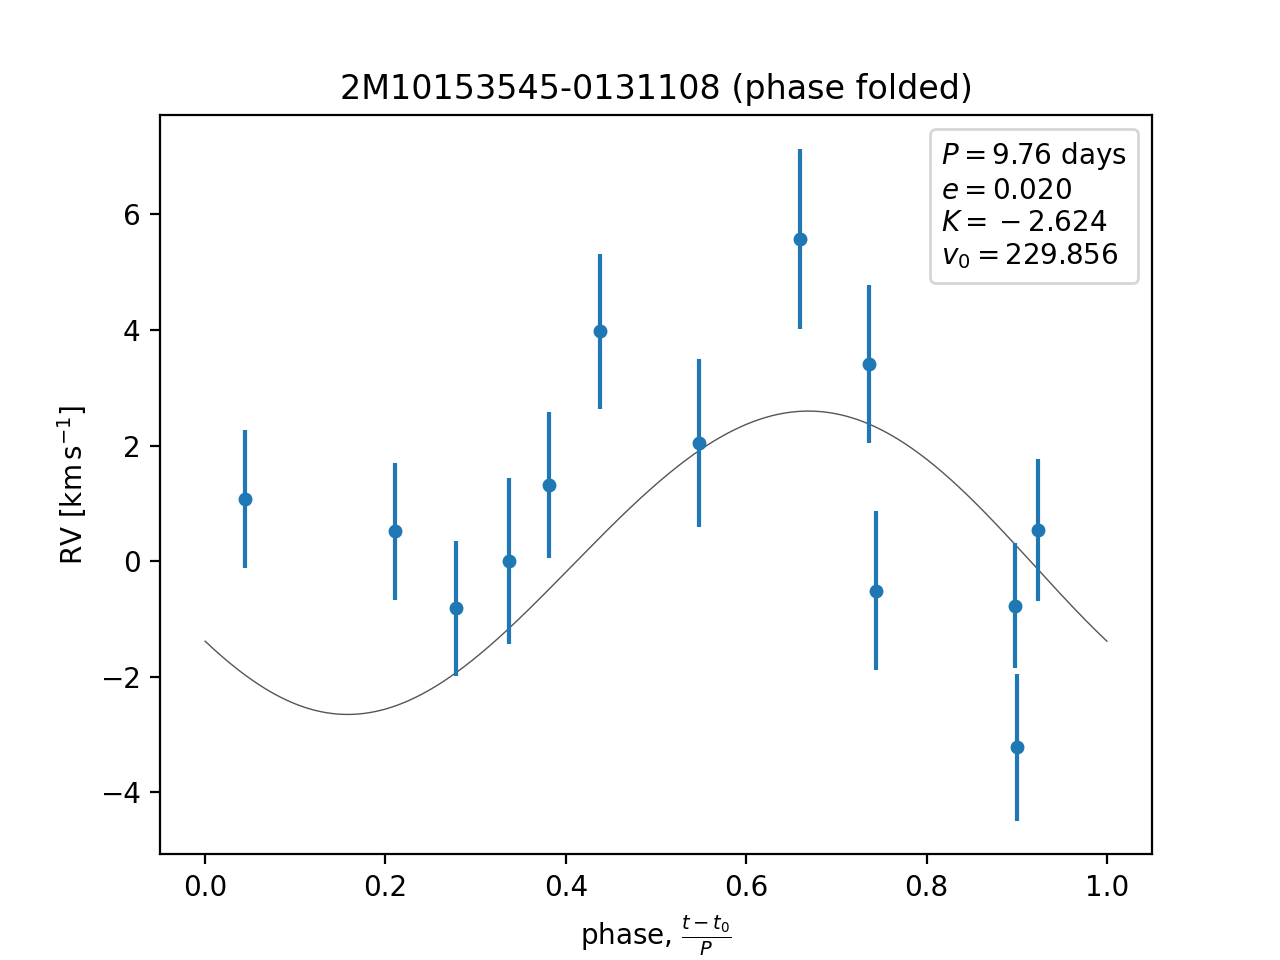 2M10153545-0131108 (phase folded)
P = 9.76 days
e = 0.020
K = −2.624
v₀ = 229.856
RV [km s⁻¹]
6
4
2
0
−2
−4
0.0 0.2 0.4 0.6 0.8 1.0
phase, (t − t₀)/P